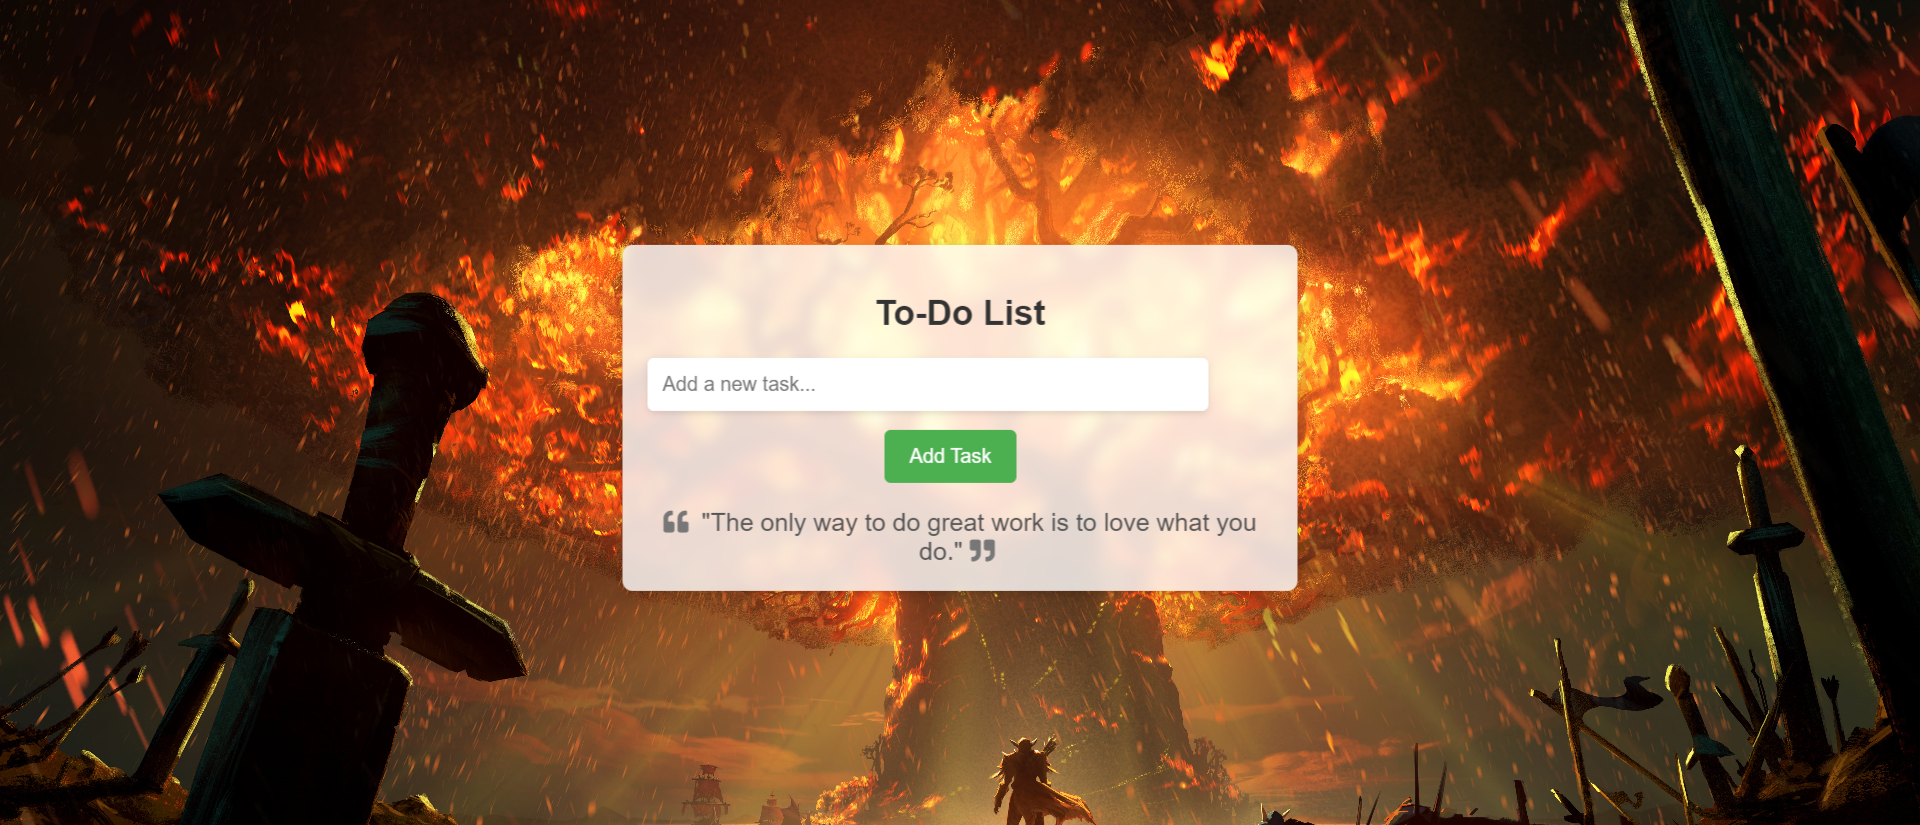 To-Do List
Add a new task...
Add Task
"The only way to do great work is to love what you
do."